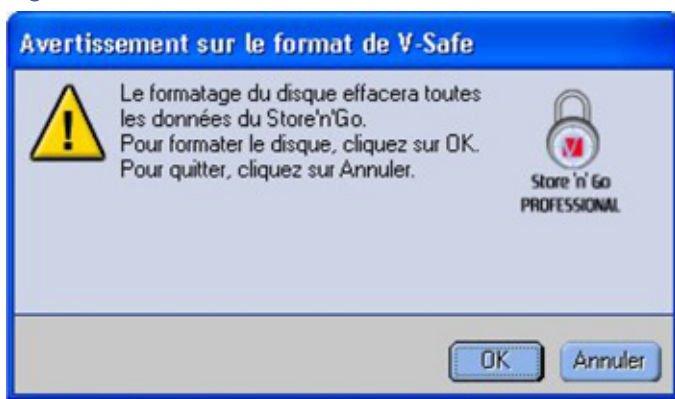 Avertissement sur le format de V-Safe
Le formatage du disque effacera toutes
les données du Store'n'Go.
Pour formater le disque, cliquez sur OK.
Pour quitter, cliquez sur Annuler.
Store 'n' Go
PROFESSIONAL
OK
Annuler